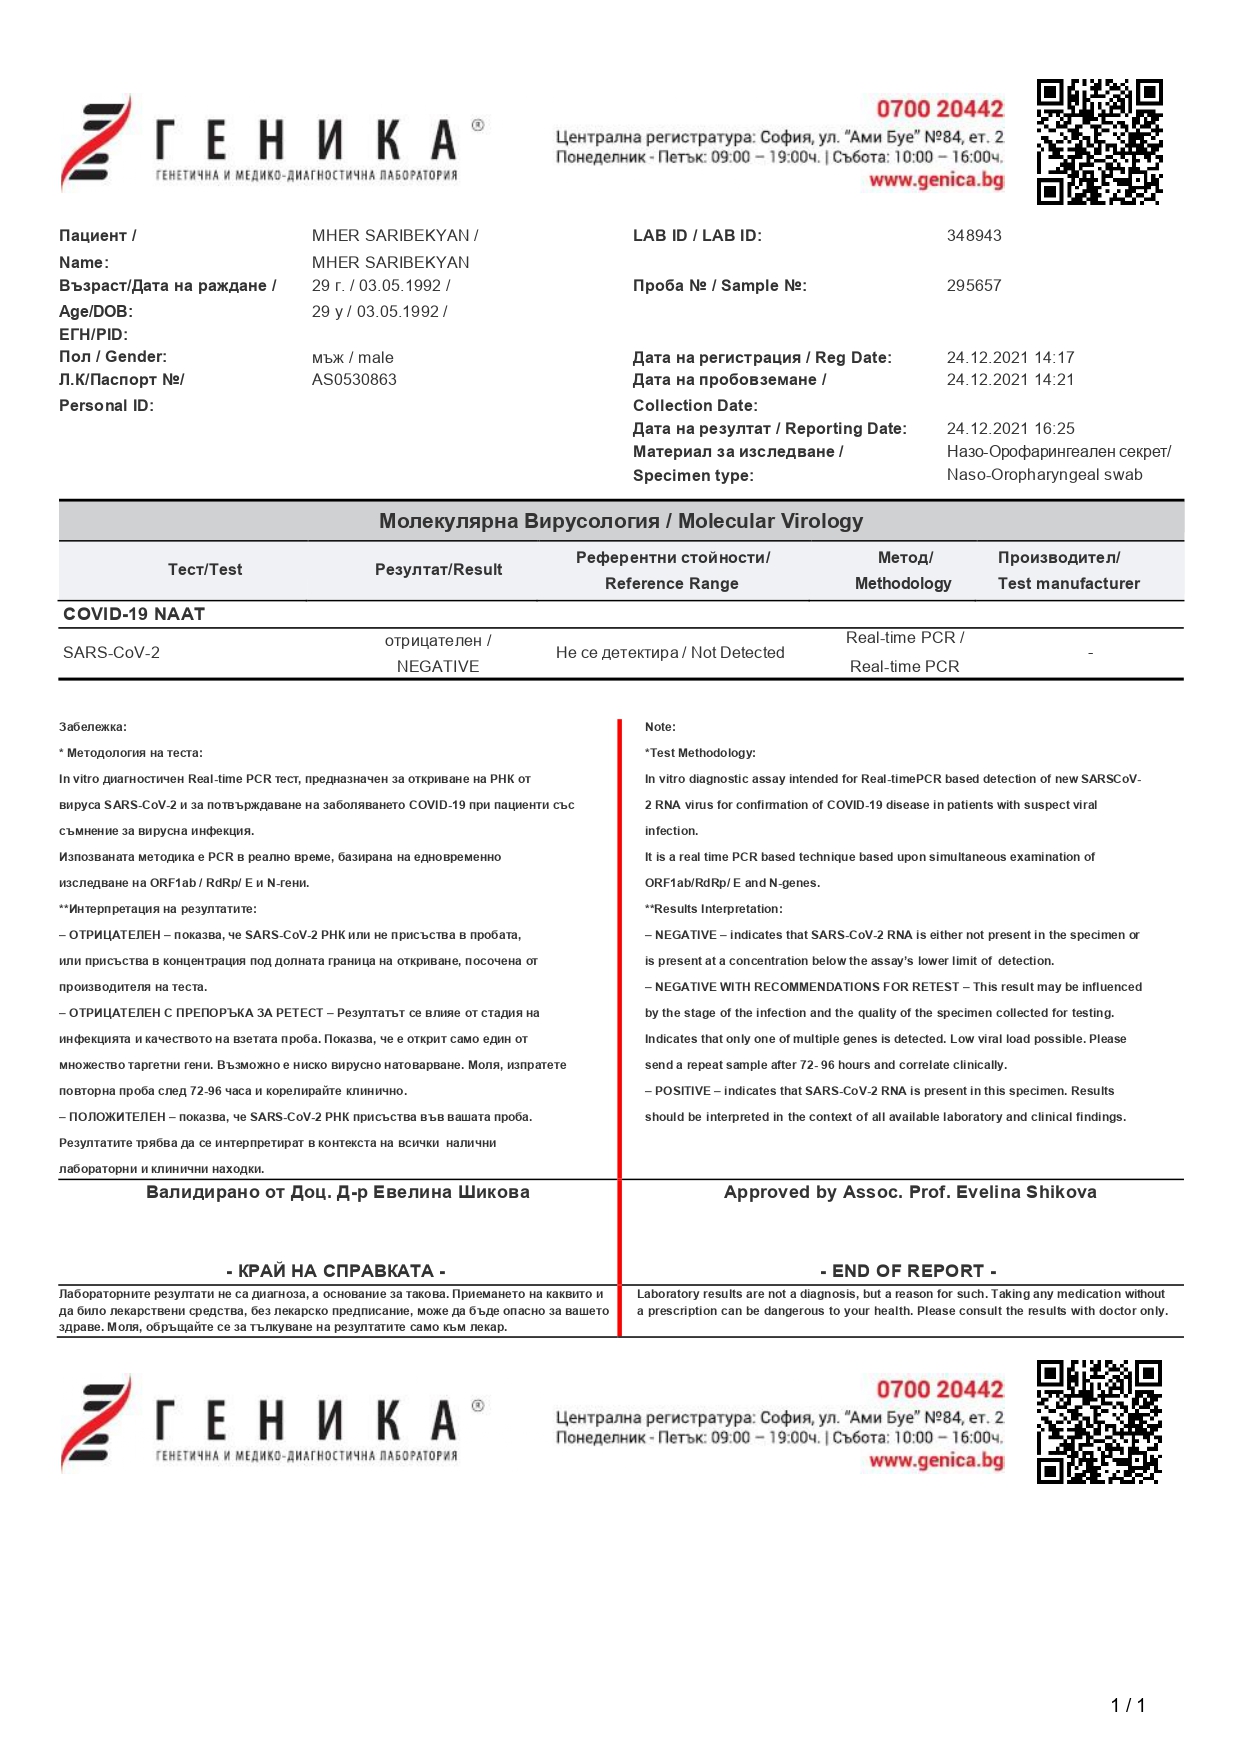 ГЕНИКА®
ГЕНЕТИЧНА И МЕДИКО-ДИАГНОСТИЧНА ЛАБОРАТОРИЯ
0700 20442
Централна регистратура: София, ул. “Ами Буе” №84, ет. 2
Понеделник - Петък: 09:00 – 19:00ч. | Събота: 10:00 – 16:00ч.
www.genica.bg
Пациент / MHER SARIBEKYAN / LAB ID / LAB ID: 348943
Name: MHER SARIBEKYAN
Възраст/Дата на раждане / 29 г. / 03.05.1992 / Проба № / Sample №: 295657
Age/DOB: 29 y / 03.05.1992 /
ЕГН/PID:
Пол / Gender: мъж / male Дата на регистрация / Reg Date: 24.12.2021 14:17
Л.К/Паспорт №/ AS0530863 Дата на пробовземане / 24.12.2021 14:21
Personal ID: Collection Date:
Дата на резултат / Reporting Date: 24.12.2021 16:25
Материал за изследване / Назо-Орофарингеален секрет/
Specimen type: Naso-Oropharyngeal swab
Молекулярна Вирусология / Molecular Virology
Тест/Test Резултат/Result Референтни стойности/ Reference Range Метод/ Methodology Производител/ Test manufacturer
COVID-19 NAAT
SARS-CoV-2 отрицателен / NEGATIVE Не се детектира / Not Detected Real-time PCR / Real-time PCR -
Забележка:
* Методология на теста:
In vitro диагностичен Real-time PCR тест, предназначен за откриване на РНК от
вируса SARS-CoV-2 и за потвърждаване на заболяването COVID-19 при пациенти със
съмнение за вирусна инфекция.
Изпозваната методика е PCR в реално време, базирана на едновременно
изследване на ORF1ab / RdRp/ E и N-гени.
**Интерпретация на резултатите:
– ОТРИЦАТЕЛЕН – показва, че SARS-CoV-2 РНК или не присъства в пробата,
или присъства в концентрация под долната граница на откриване, посочена от
производителя на теста.
– ОТРИЦАТЕЛЕН С ПРЕПОРЪКА ЗА РЕТЕСТ – Резултатът се влияе от стадия на
инфекцията и качеството на взетата проба. Показва, че е открит само един от
множество таргетни гени. Възможно е ниско вирусно натоварване. Моля, изпратете
повторна проба след 72-96 часа и корелирайте клинично.
– ПОЛОЖИТЕЛЕН – показва, че SARS-CoV-2 РНК присъства във вашата проба.
Резултатите трябва да се интерпретират в контекста на всички налични
лабораторни и клинични находки.
Note:
*Test Methodology:
In vitro diagnostic assay intended for Real-timePCR based detection of new SARSCoV-
2 RNA virus for confirmation of COVID-19 disease in patients with suspect viral
infection.
It is a real time PCR based technique based upon simultaneous examination of
ORF1ab/RdRp/ E and N-genes.
**Results Interpretation:
– NEGATIVE – indicates that SARS-CoV-2 RNA is either not present in the specimen or
is present at a concentration below the assay’s lower limit of detection.
– NEGATIVE WITH RECOMMENDATIONS FOR RETEST – This result may be influenced
by the stage of the infection and the quality of the specimen collected for testing.
Indicates that only one of multiple genes is detected. Low viral load possible. Please
send a repeat sample after 72- 96 hours and correlate clinically.
– POSITIVE – indicates that SARS-CoV-2 RNA is present in this specimen. Results
should be interpreted in the context of all available laboratory and clinical findings.
Валидирано от Доц. Д-р Евелина Шикова
Approved by Assoc. Prof. Evelina Shikova
- КРАЙ НА СПРАВКАТА -
- END OF REPORT -
Лабораторните резултати не са диагноза, а основание за такова. Приемането на каквито и
да било лекарствени средства, без лекарско предписание, може да бъде опасно за вашето
здраве. Моля, обръщайте се за тълкуване на резултатите само към лекар.
Laboratory results are not a diagnosis, but a reason for such. Taking any medication without
a prescription can be dangerous to your health. Please consult the results with doctor only.
ГЕНИКА®
ГЕНЕТИЧНА И МЕДИКО-ДИАГНОСТИЧНА ЛАБОРАТОРИЯ
0700 20442
Централна регистратура: София, ул. “Ами Буе” №84, ет. 2
Понеделник - Петък: 09:00 – 19:00ч. | Събота: 10:00 – 16:00ч.
www.genica.bg
1 / 1